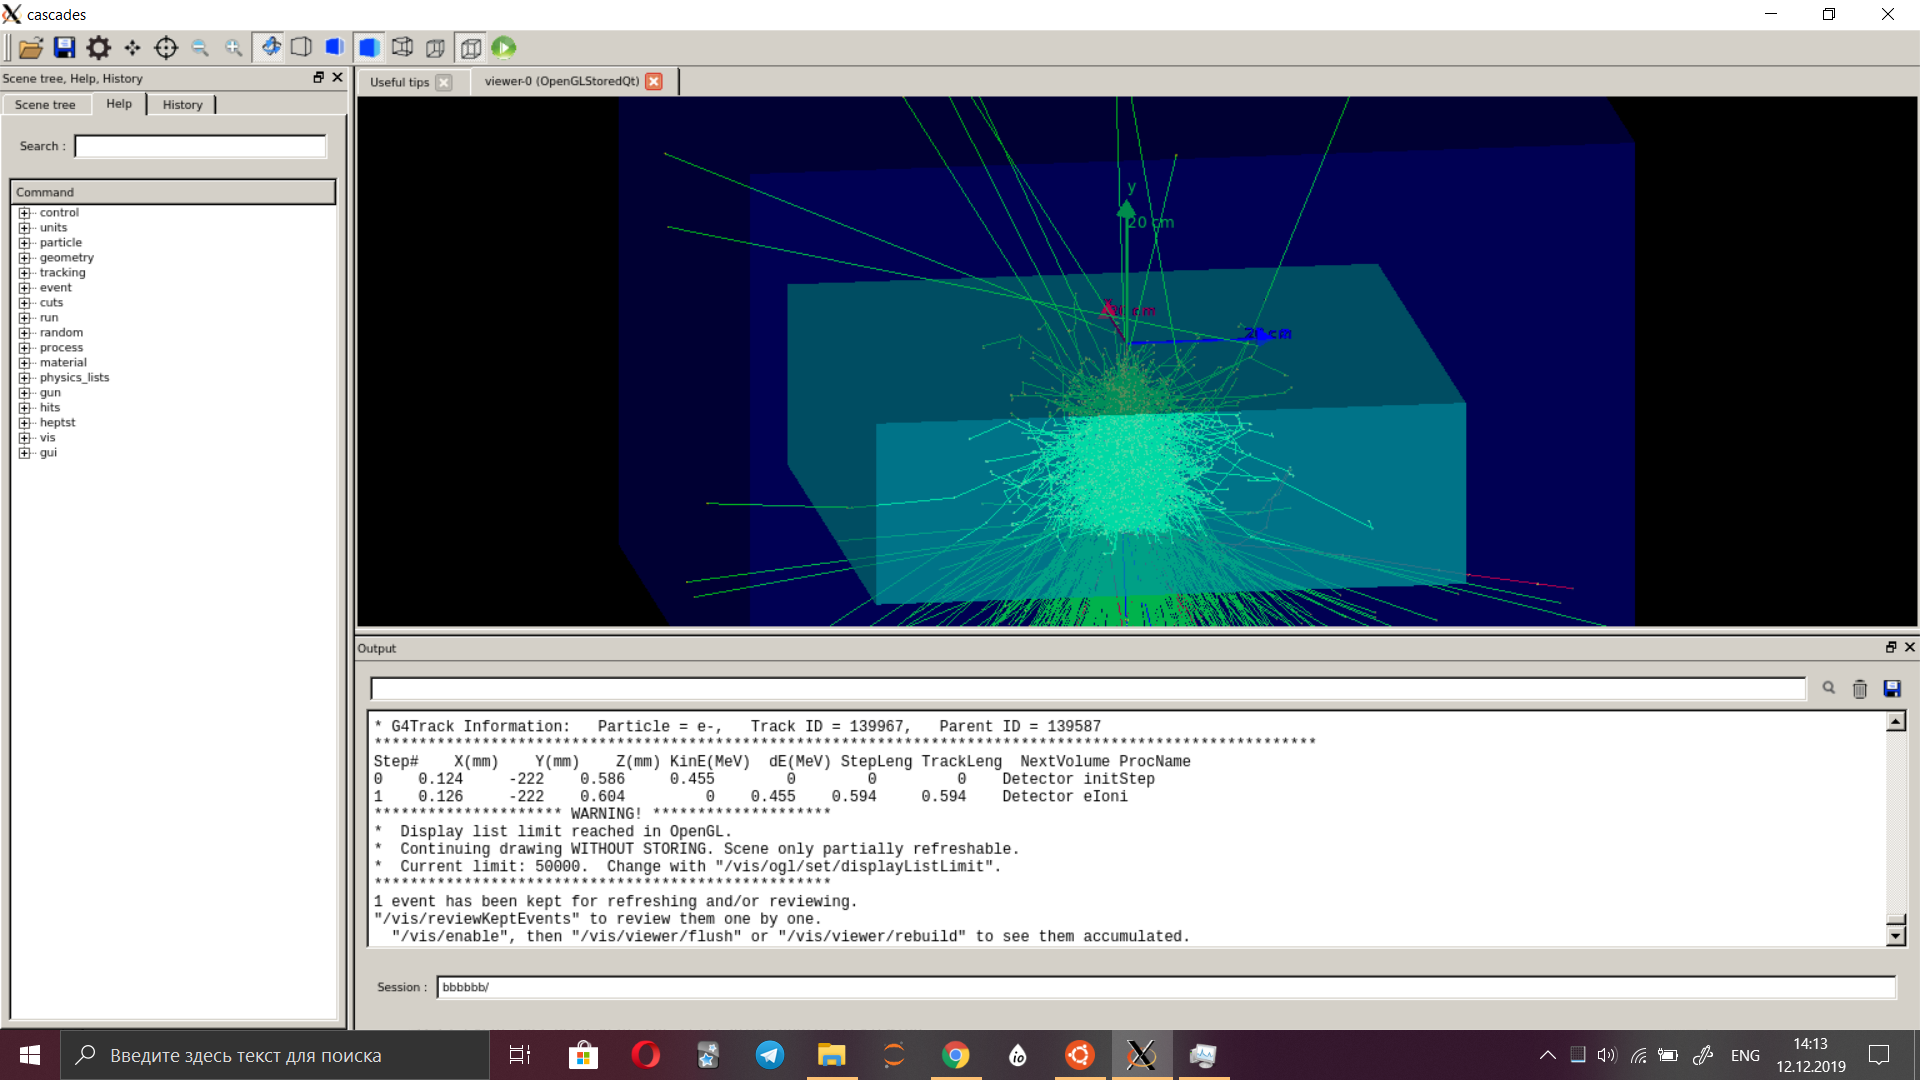 cascades
Scene tree, Help, History
Scene tree
Help
History
Search :
Command
control
units
particle
geometry
tracking
event
cuts
run
random
process
material
physics_lists
gun
hits
heptst
vis
gui
Useful tips
viewer-0 (OpenGLStoredQt)
y
20 cm
cm
20 cm
Output
* G4Track Information:   Particle = e-,   Track ID = 139967,   Parent ID = 139587
*********************************************************************************************************
Step#    X(mm)    Y(mm)    Z(mm) KinE(MeV)  dE(MeV) StepLeng TrackLeng  NextVolume ProcName
0    0.124     -222    0.586     0.455        0        0         0    Detector initStep
1    0.126     -222    0.604         0    0.455    0.594     0.594    Detector eIoni
********************* WARNING! ********************
*  Display list limit reached in OpenGL.
*  Continuing drawing WITHOUT STORING. Scene only partially refreshable.
*  Current limit: 50000.  Change with "/vis/ogl/set/displayListLimit".
***************************************************
1 event has been kept for refreshing and/or reviewing.
"/vis/reviewKeptEvents" to review them one by one.
"/vis/enable", then "/vis/viewer/flush" or "/vis/viewer/rebuild" to see them accumulated.
Session :
bbbbbb/
Введите здесь текст для поиска
io
ENG
14:13
12.12.2019